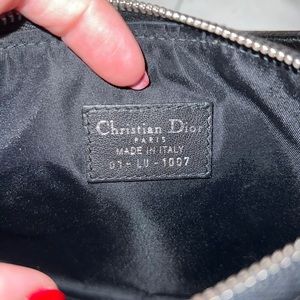 Christian Dior
PARIS
MADE IN ITALY
01-LU-1007